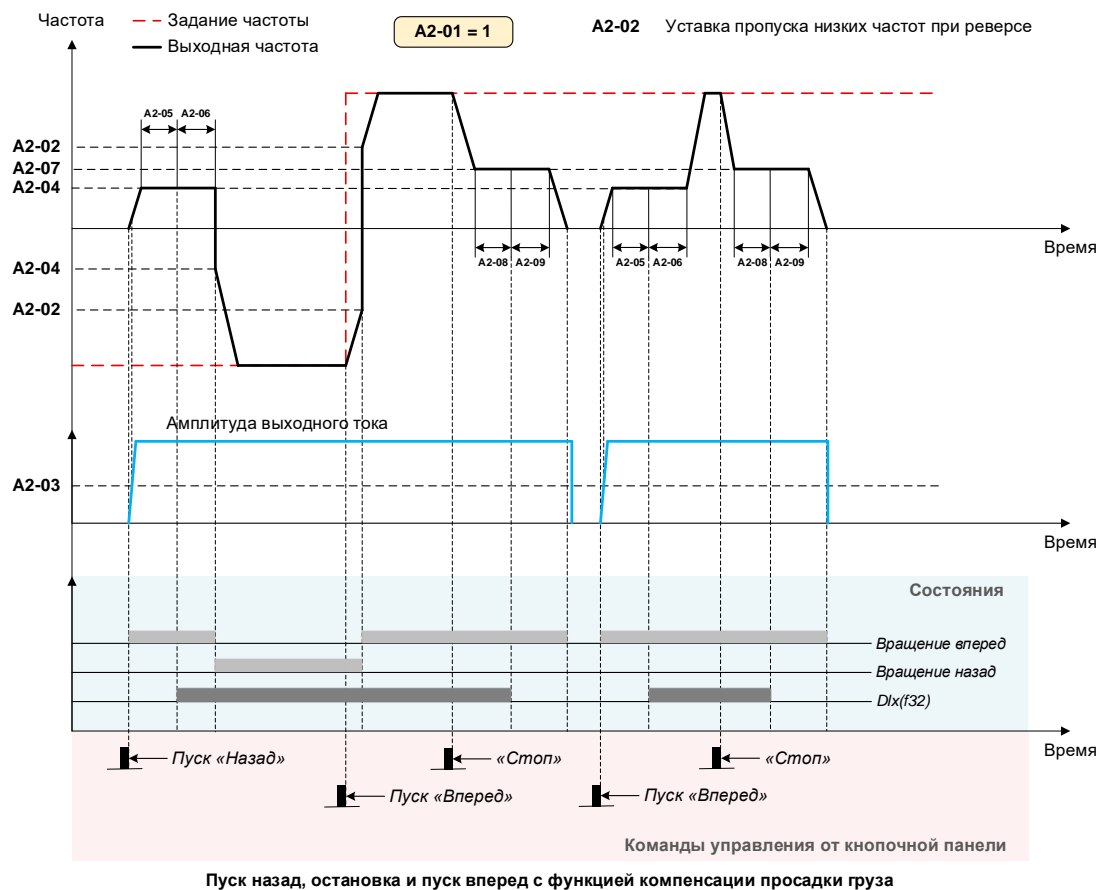 Частота
Задание частоты
Выходная частота
A2-01 = 1
A2-02 Уставка пропуска низких частот при реверсе
A2-05 A2-06
A2-02
A2-07
A2-04
Время
A2-08 A2-09 A2-05 A2-06 A2-08 A2-09
A2-04
A2-02
Амплитуда выходного тока
A2-03
Время
Состояния
Вращение вперед
Вращение назад
DIx(f32)
Время
Пуск «Назад» «Стоп» «Стоп»
Пуск «Вперед» Пуск «Вперед»
Команды управления от кнопочной панели
Пуск назад, остановка и пуск вперед с функцией компенсации просадки груза